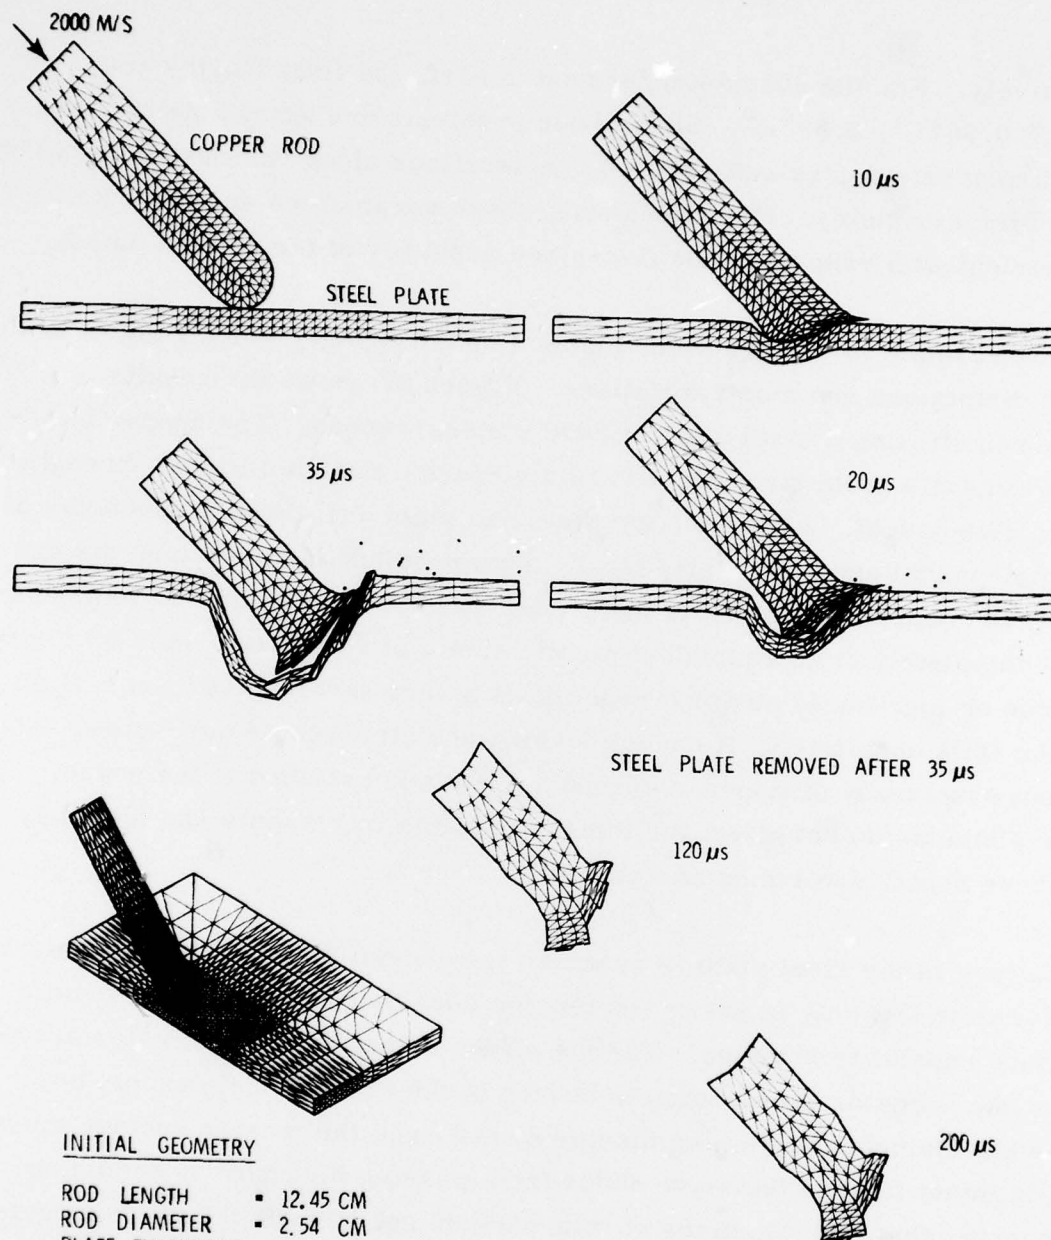 2000 M/S
COPPER ROD
STEEL PLATE
10 μs
35 μs
20 μs
STEEL PLATE REMOVED AFTER 35 μs
120 μs
200 μs
INITIAL GEOMETRY
ROD LENGTH = 12.45 CM
ROD DIAMETER = 2.54 CM
PLATE